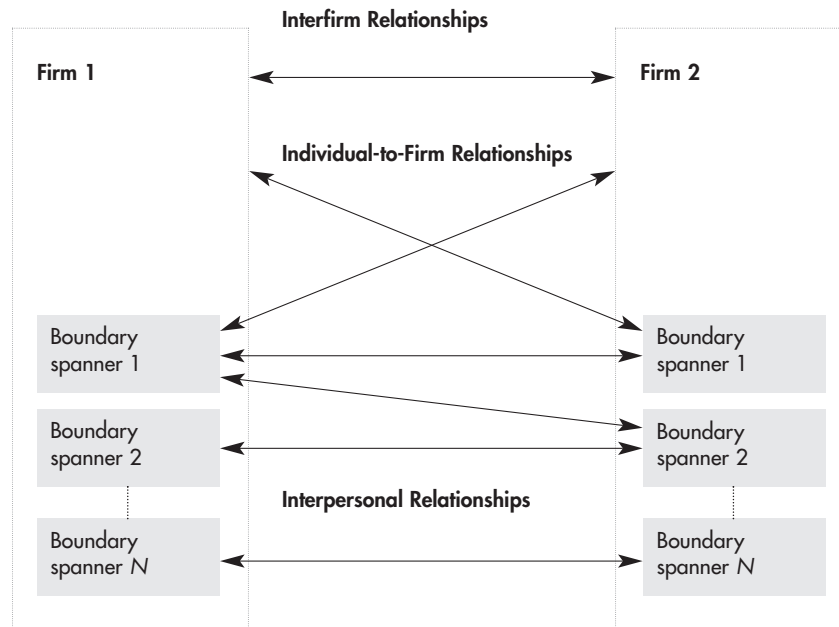 Interfirm Relationships
Firm 1
Firm 2
Individual-to-Firm Relationships
Boundary
spanner 1
Boundary
spanner 1
Boundary
spanner 2
Boundary
spanner 2
Interpersonal Relationships
Boundary
spanner N
Boundary
spanner N